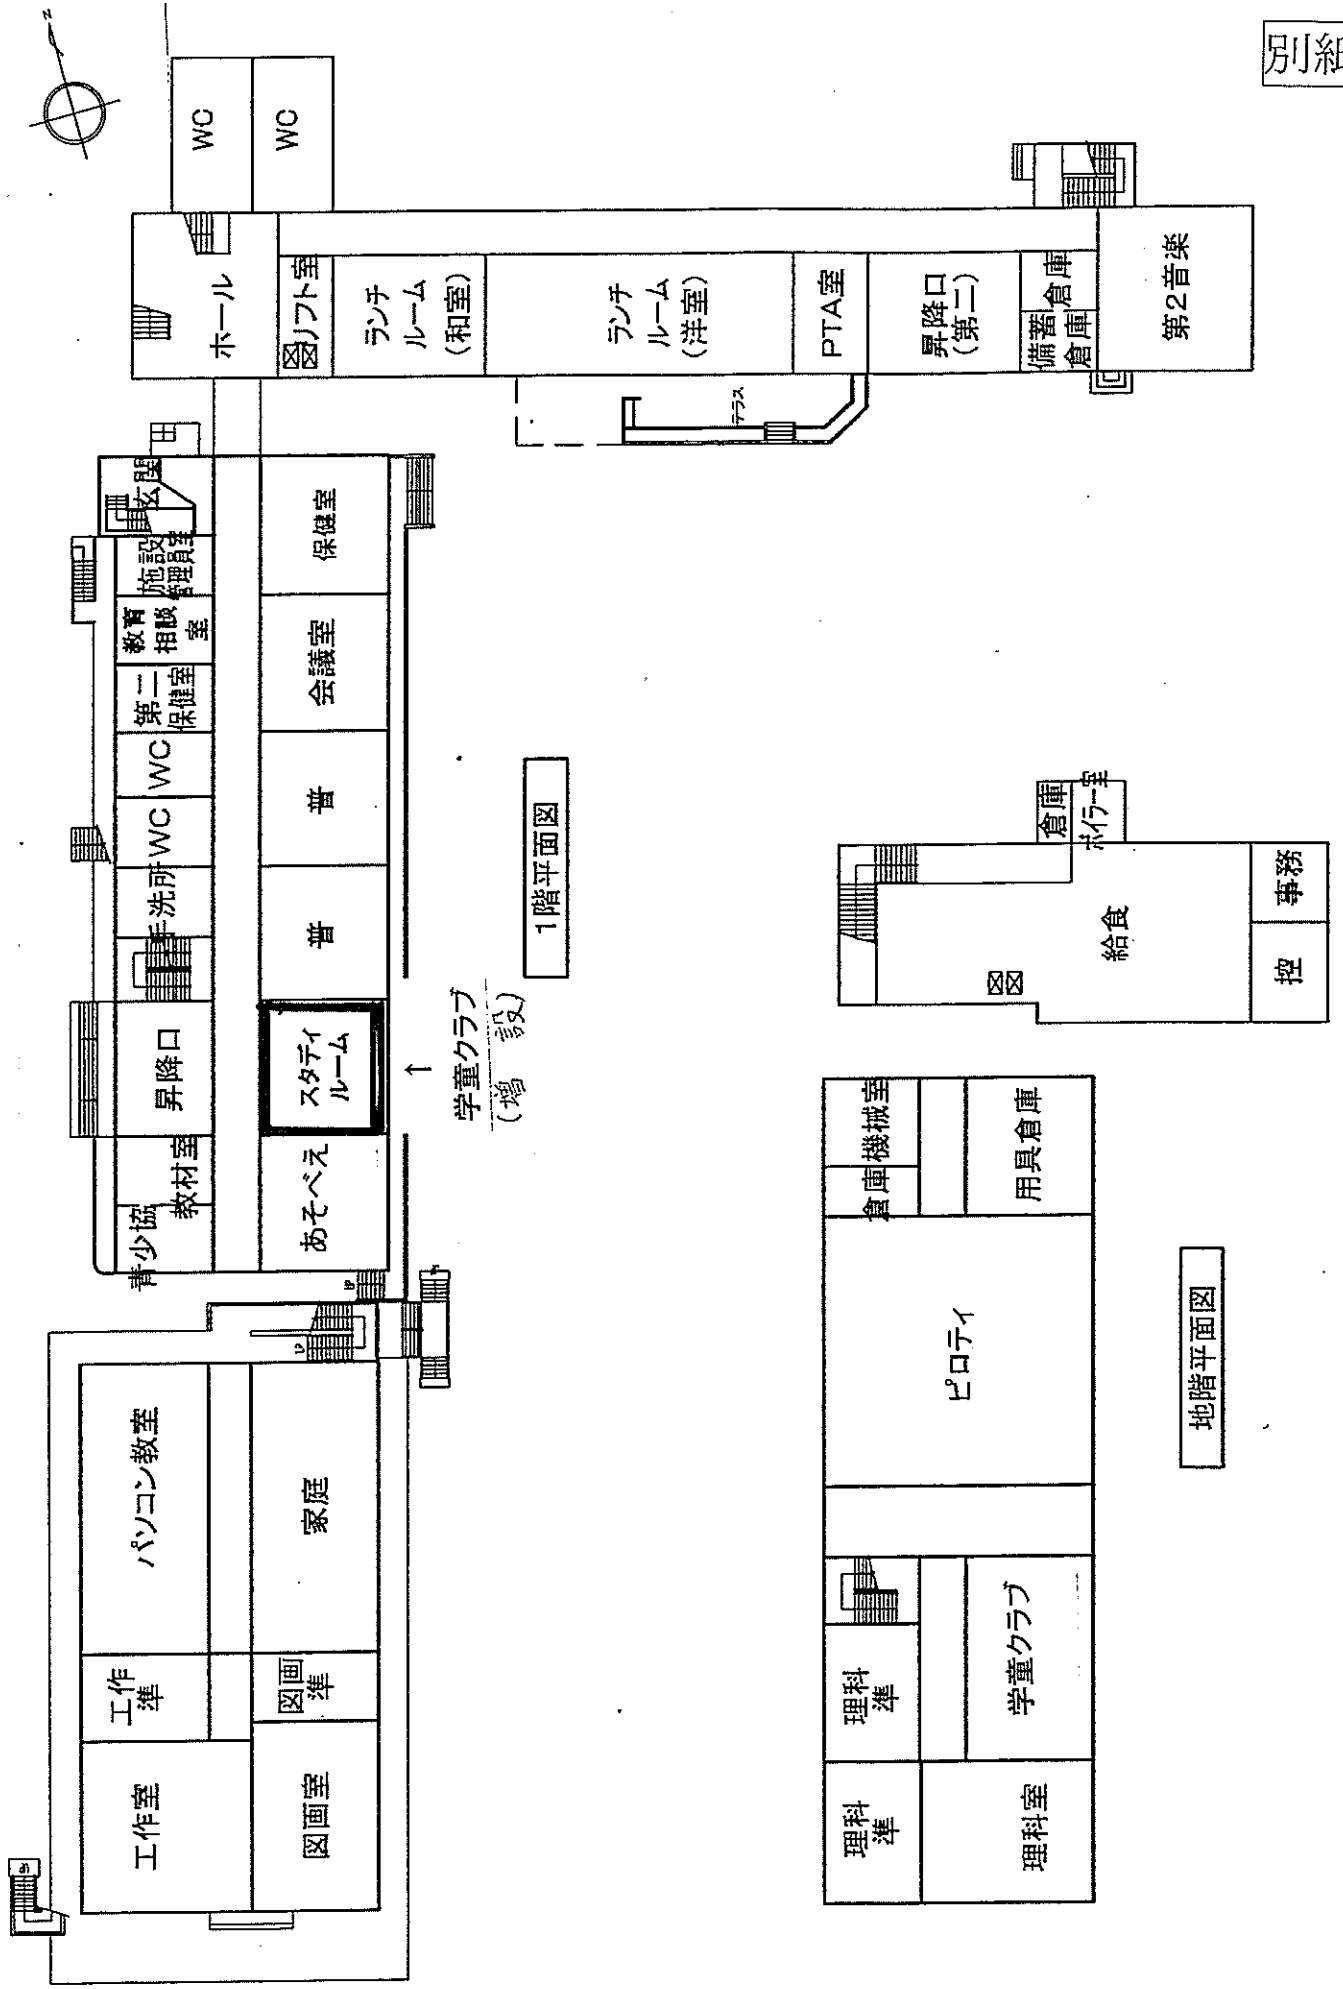 別紙
N
WC
WC
ホール
リフト室
ランチ
ルーム
(和室)
ランチ
ルーム
(洋室)
PTA室
昇降口
(第二)
倉庫
備蓄
倉庫
第2音楽
テラス
玄関
施設
管理員室
教育
相談
室
第二
保健室
WC
WC
手洗所
昇降口
教材室
青少協
保健室
会議室
普
普
スタディ
ルーム
あそべえ
↑
学童クラブ
(増 設)
1階平面図
パソコン教室
家庭
工作
準
図画
準
工作室
図画室
倉庫
ボイラー室
給食
事務
控
機械室
倉庫
用具倉庫
ピロティ
理科
準
学童クラブ
理科
準
理科室
地階平面図